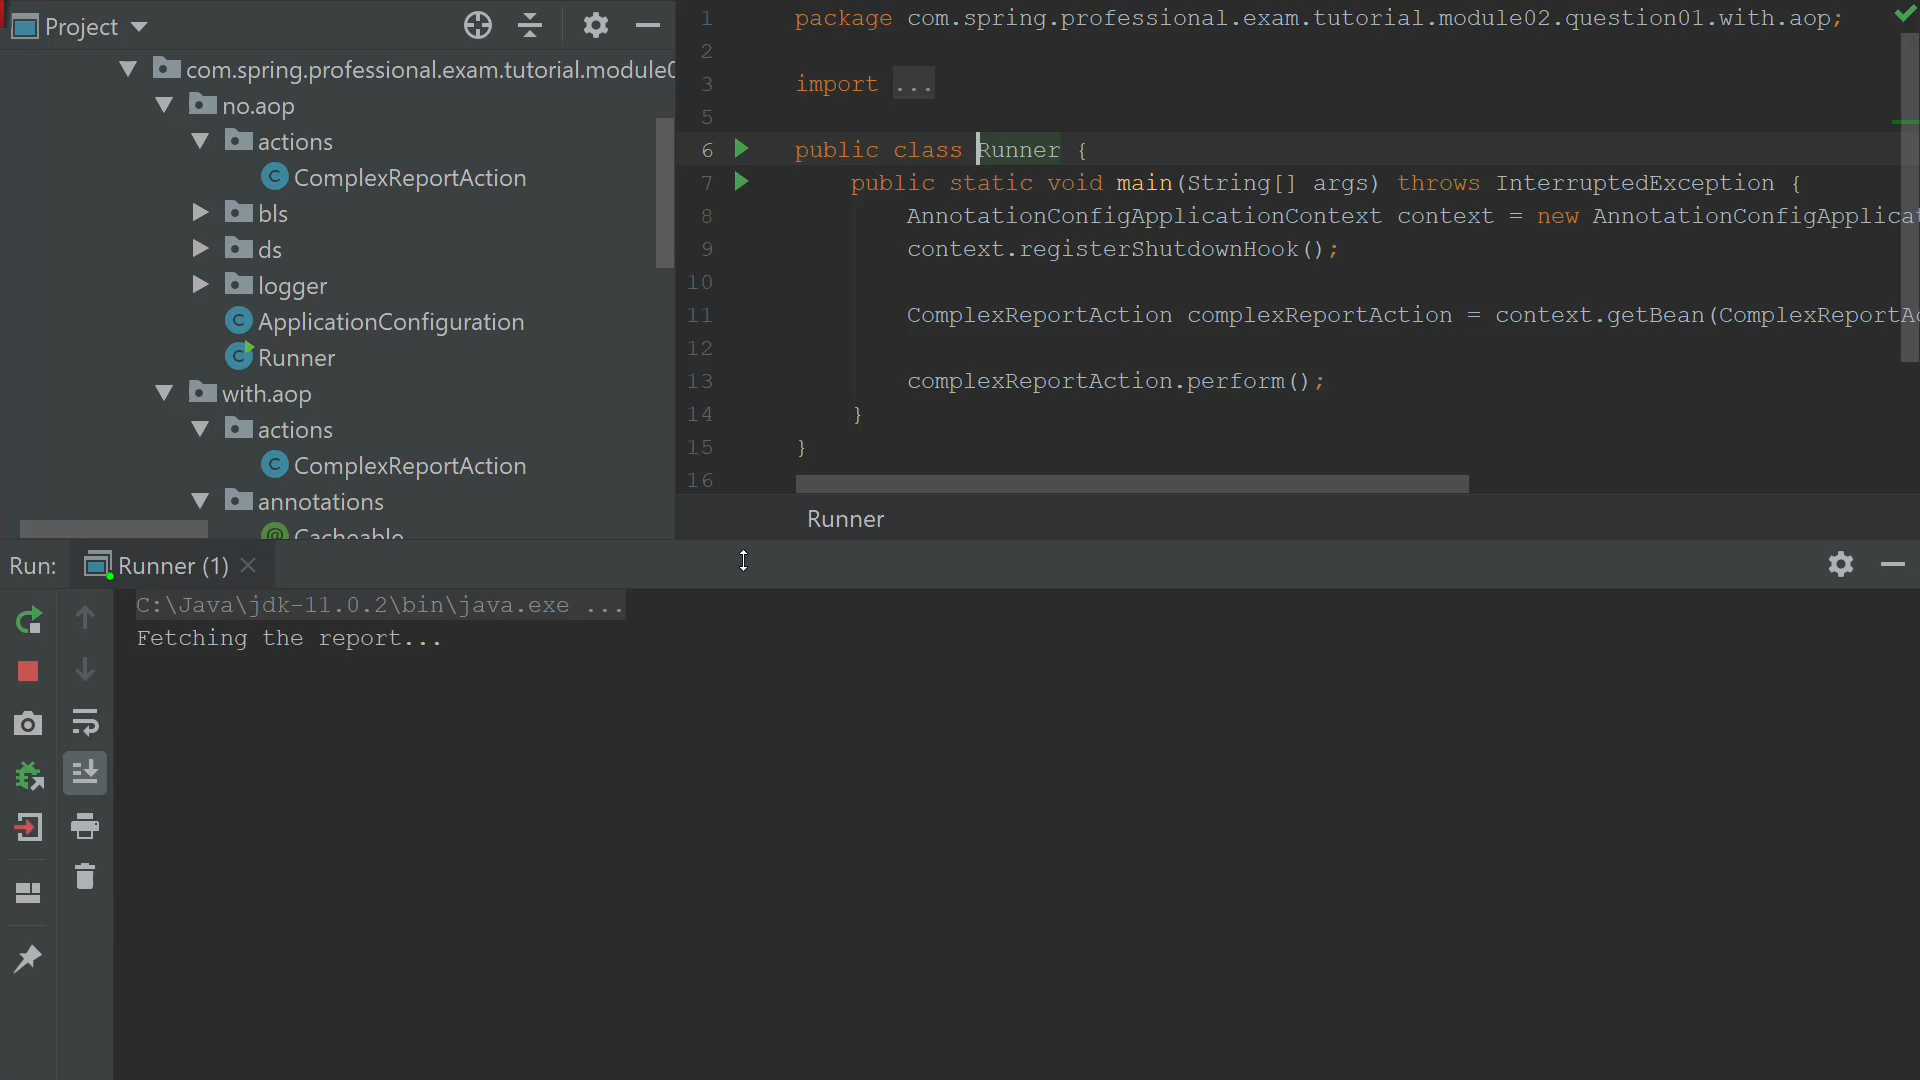 Project
com.spring.professional.exam.tutorial.module0
no.aop
actions
ComplexReportAction
bls
ds
logger
ApplicationConfiguration
Runner
with.aop
actions
ComplexReportAction
annotations
Cacheable
1 package com.spring.professional.exam.tutorial.module02.question01.with.aop;
2
3 import ...
5
6 public class Runner {
7 public static void main(String[] args) throws InterruptedException {
8 AnnotationConfigApplicationContext context = new AnnotationConfigApplicat
9 context.registerShutdownHook();
10
11 ComplexReportAction complexReportAction = context.getBean(ComplexReportAc
12
13 complexReportAction.perform();
14 }
15 }
16
Runner
Run: Runner (1)
C:\Java\jdk-11.0.2\bin\java.exe ...
Fetching the report...